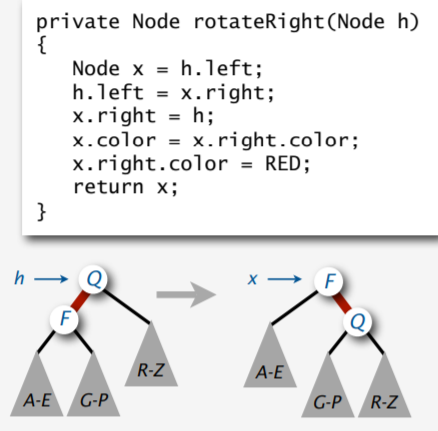 private Node rotateRight(Node h)
{
Node x = h.left;
h.left = x.right;
x.right = h;
x.color = x.right.color;
x.right.color = RED;
return x;
}
h Q x F
F Q
R-Z A-E
A-E G-P G-P R-Z